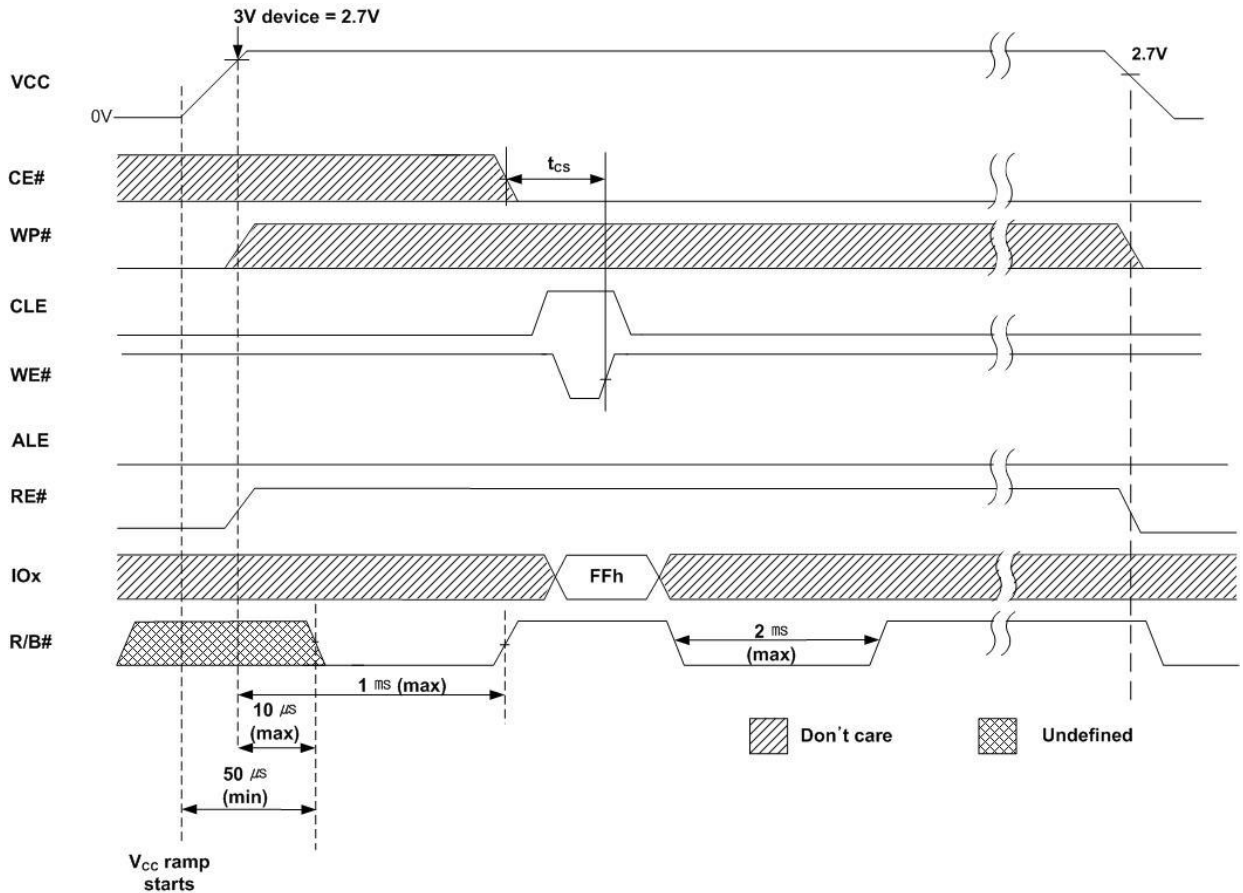 3V device = 2.7V
VCC
0V
2.7V
CE#
tcs
WP#
CLE
WE#
ALE
RE#
IOx
FFh
R/B#
2 ms
(max)
1 ms (max)
10 μs
(max)
50 μs
(min)
Don't care
Undefined
VCC ramp
starts